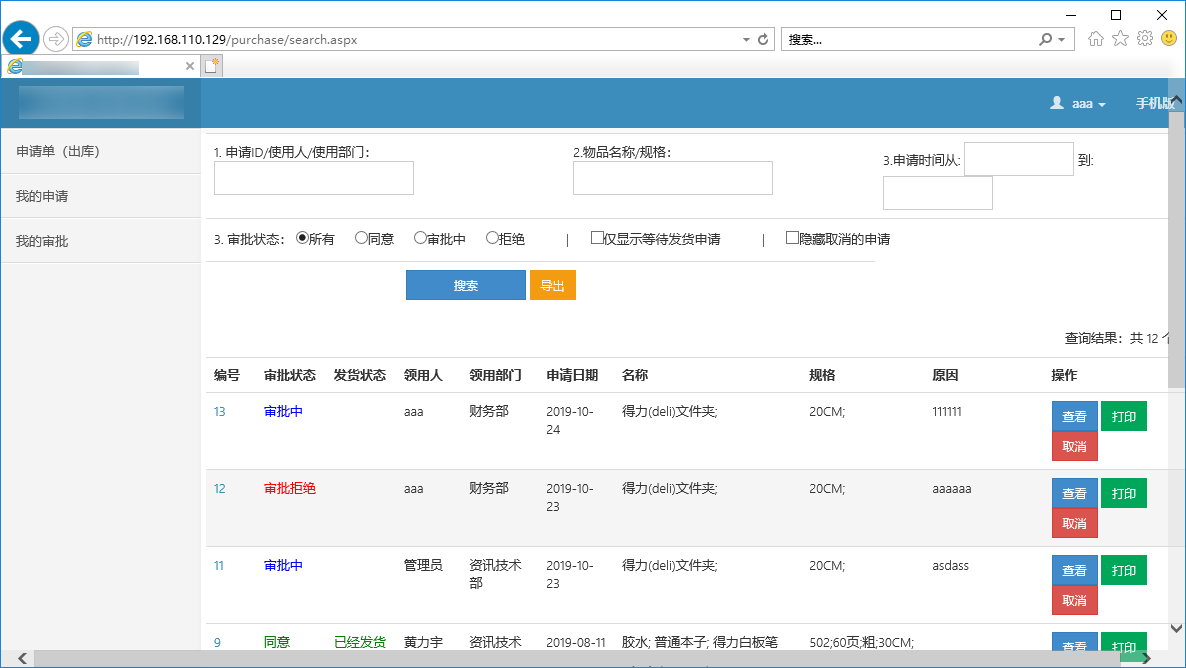 http://192.168.110.129/purchase/search.aspx
搜索...
aaa
手机版
申请单（出库）
我的申请
我的审批
1. 申请ID/使用人/使用部门：
2.物品名称/规格：
3.申请时间从: 到:
3. 审批状态： 所有 同意 审批中 拒绝 | 仅显示等待发货申请 | 隐藏取消的申请
搜索 导出
查询结果：共 12 个
编号 审批状态 发货状态 领用人 领用部门 申请日期 名称 规格 原因 操作
13 审批中 aaa 财务部 2019-10- 得力(deli)文件夹; 20CM; 111111 查看 打印
24
取消
12 审批拒绝 aaa 财务部 2019-10- 得力(deli)文件夹; 20CM; aaaaaa 查看 打印
23
取消
11 审批中 管理员 资讯技术 2019-10- 得力(deli)文件夹; 20CM; asdass 查看 打印
部 23
取消
9 同意 已经发货 黄力宇 资讯技术 2019-08-11 胶水; 普通本子; 得力白板笔 502;60页;粗;30CM; 查看 打印